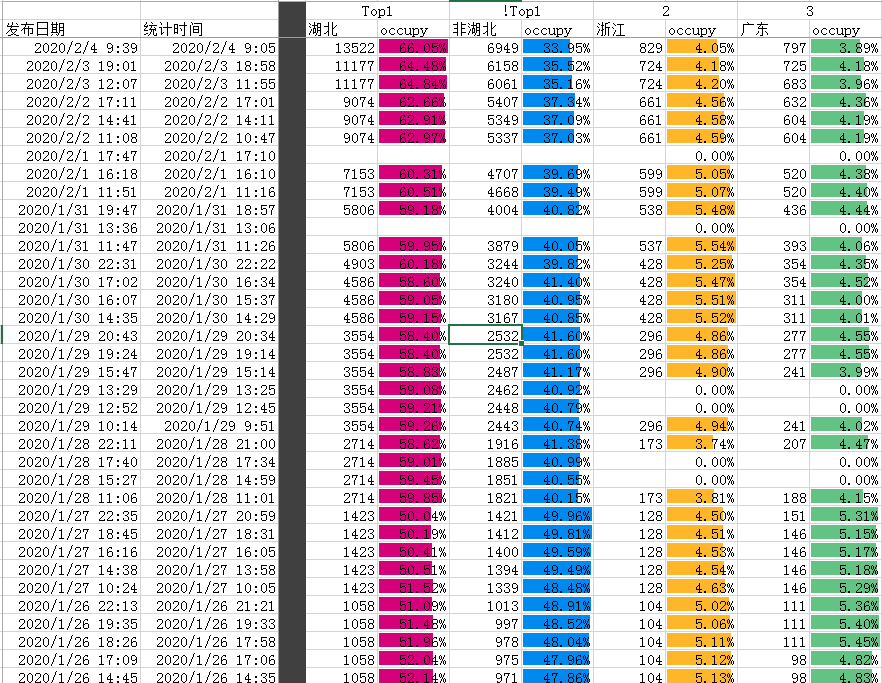 Top1 !Top1 2 3
发布日期 统计时间 湖北 occupy 非湖北 occupy 浙江 occupy 广东 occupy
2020/2/4 9:39 2020/2/4 9:05 13522 66.05% 6949 33.95% 829 4.05% 797 3.89%
2020/2/3 19:01 2020/2/3 18:58 11177 64.48% 6158 35.52% 724 4.18% 725 4.18%
2020/2/3 12:07 2020/2/3 11:55 11177 64.84% 6061 35.16% 724 4.20% 683 3.96%
2020/2/2 17:11 2020/2/2 17:01 9074 62.66% 5407 37.34% 661 4.56% 632 4.36%
2020/2/2 14:41 2020/2/2 14:11 9074 62.91% 5349 37.09% 661 4.58% 604 4.19%
2020/2/2 11:08 2020/2/2 10:47 9074 62.97% 5337 37.03% 661 4.59% 604 4.19%
2020/2/1 17:47 2020/2/1 17:10 0.00% 0.00%
2020/2/1 16:18 2020/2/1 16:10 7153 60.31% 4707 39.69% 599 5.05% 520 4.38%
2020/2/1 11:51 2020/2/1 11:16 7153 60.51% 4668 39.49% 599 5.07% 520 4.40%
2020/1/31 19:47 2020/1/31 18:57 5806 59.18% 4004 40.82% 538 5.48% 436 4.44%
2020/1/31 13:36 2020/1/31 13:06 0.00% 0.00%
2020/1/31 11:47 2020/1/31 11:26 5806 59.95% 3879 40.05% 537 5.54% 393 4.06%
2020/1/30 22:31 2020/1/30 22:22 4903 60.18% 3244 39.82% 428 5.25% 354 4.35%
2020/1/30 17:02 2020/1/30 16:34 4586 58.60% 3240 41.40% 428 5.47% 354 4.52%
2020/1/30 16:07 2020/1/30 15:37 4586 59.05% 3180 40.95% 428 5.51% 311 4.00%
2020/1/30 14:35 2020/1/30 14:29 4586 59.15% 3167 40.85% 428 5.52% 311 4.01%
2020/1/29 20:43 2020/1/29 20:34 3554 58.40% 2532 41.60% 296 4.86% 277 4.55%
2020/1/29 19:24 2020/1/29 19:14 3554 58.40% 2532 41.60% 296 4.86% 277 4.55%
2020/1/29 15:47 2020/1/29 15:14 3554 58.83% 2487 41.17% 296 4.90% 241 3.99%
2020/1/29 13:29 2020/1/29 13:25 3554 59.08% 2462 40.92% 0.00% 0.00%
2020/1/29 12:52 2020/1/29 12:45 3554 59.21% 2448 40.79% 0.00% 0.00%
2020/1/29 10:14 2020/1/29 9:51 3554 59.26% 2443 40.74% 296 4.94% 241 4.02%
2020/1/28 22:11 2020/1/28 21:00 2714 58.62% 1916 41.38% 173 3.74% 207 4.47%
2020/1/28 17:40 2020/1/28 17:34 2714 59.01% 1885 40.99% 0.00% 0.00%
2020/1/28 15:27 2020/1/28 14:59 2714 59.45% 1851 40.55% 0.00% 0.00%
2020/1/28 11:06 2020/1/28 11:01 2714 59.85% 1821 40.15% 173 3.81% 188 4.15%
2020/1/27 22:35 2020/1/27 20:59 1423 50.04% 1421 49.96% 128 4.50% 151 5.31%
2020/1/27 18:45 2020/1/27 18:31 1423 50.19% 1412 49.81% 128 4.51% 146 5.15%
2020/1/27 16:16 2020/1/27 16:05 1423 50.41% 1400 49.59% 128 4.53% 146 5.17%
2020/1/27 14:38 2020/1/27 13:58 1423 50.51% 1394 49.49% 128 4.54% 146 5.18%
2020/1/27 10:24 2020/1/27 10:05 1423 51.52% 1339 48.48% 128 4.63% 146 5.29%
2020/1/26 22:13 2020/1/26 21:21 1058 51.09% 1013 48.91% 104 5.02% 111 5.36%
2020/1/26 19:35 2020/1/26 19:33 1058 51.48% 997 48.52% 104 5.06% 111 5.40%
2020/1/26 18:26 2020/1/26 17:58 1058 51.96% 978 48.04% 104 5.11% 111 5.45%
2020/1/26 17:09 2020/1/26 17:06 1058 52.04% 975 47.96% 104 5.12% 98 4.82%
2020/1/26 14:45 2020/1/26 14:35 1058 52.14% 971 47.86% 104 5.13% 98 4.83%